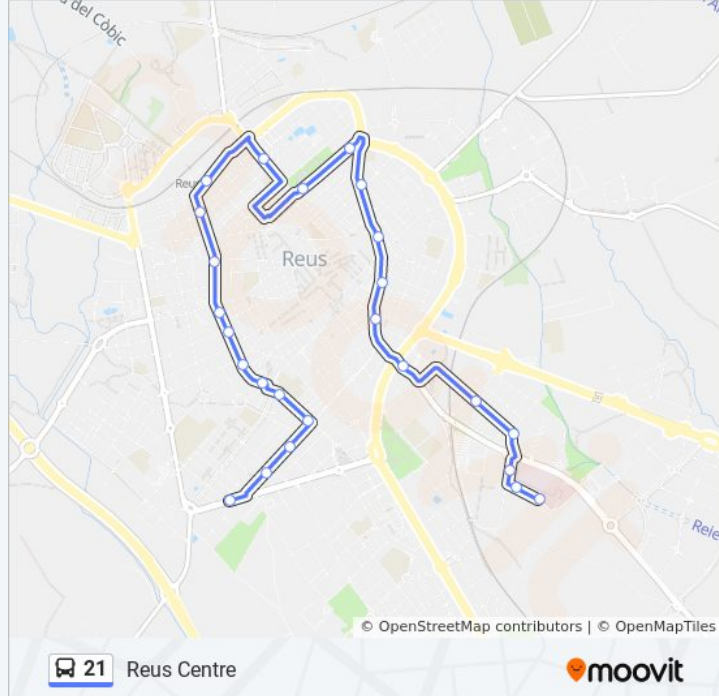 del Còbic
Reus
Reus
© OpenStreetMap contributors | © OpenMapTiles
21 Reus Centre
moovit